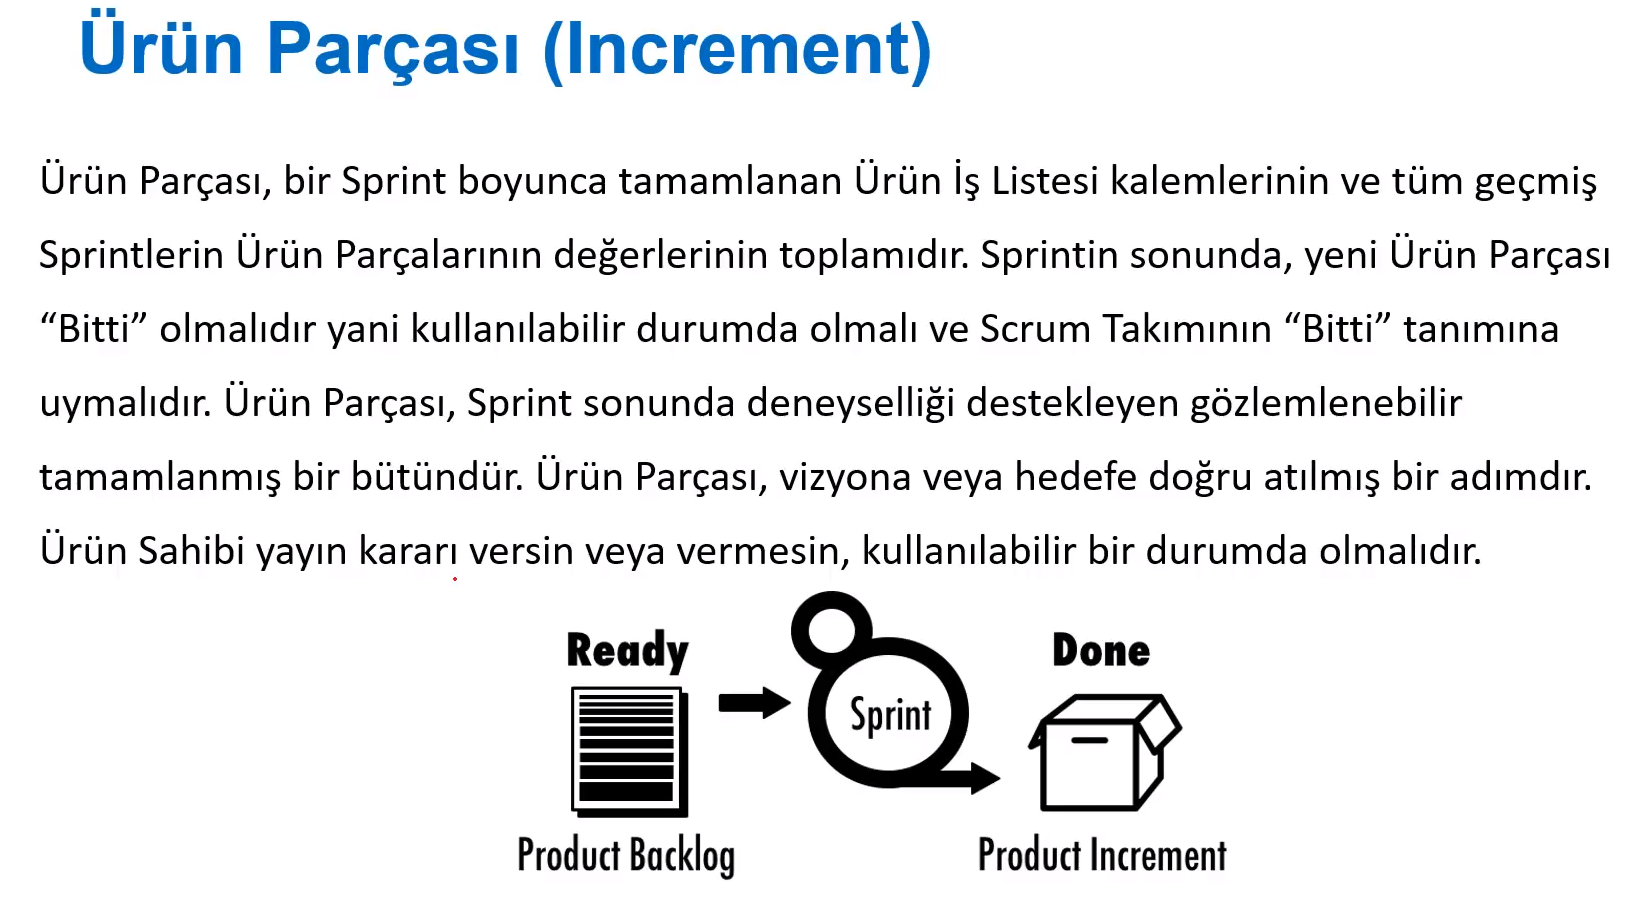 Ürün Parçası (Increment)
Ürün Parçası, bir Sprint boyunca tamamlanan Ürün İş Listesi kalemlerinin ve tüm geçmiş
Sprintlerin Ürün Parçalarının değerlerinin toplamıdır. Sprintin sonunda, yeni Ürün Parçası
“Bitti” olmalıdır yani kullanılabilir durumda olmalı ve Scrum Takımının “Bitti” tanımına
uymalıdır. Ürün Parçası, Sprint sonunda deneyselliği destekleyen gözlemlenebilir
tamamlanmış bir bütündür. Ürün Parçası, vizyona veya hedefe doğru atılmış bir adımdır.
Ürün Sahibi yayın kararı versin veya vermesin, kullanılabilir bir durumda olmalıdır.
Ready
Done
Sprint
Product Backlog
Product Increment